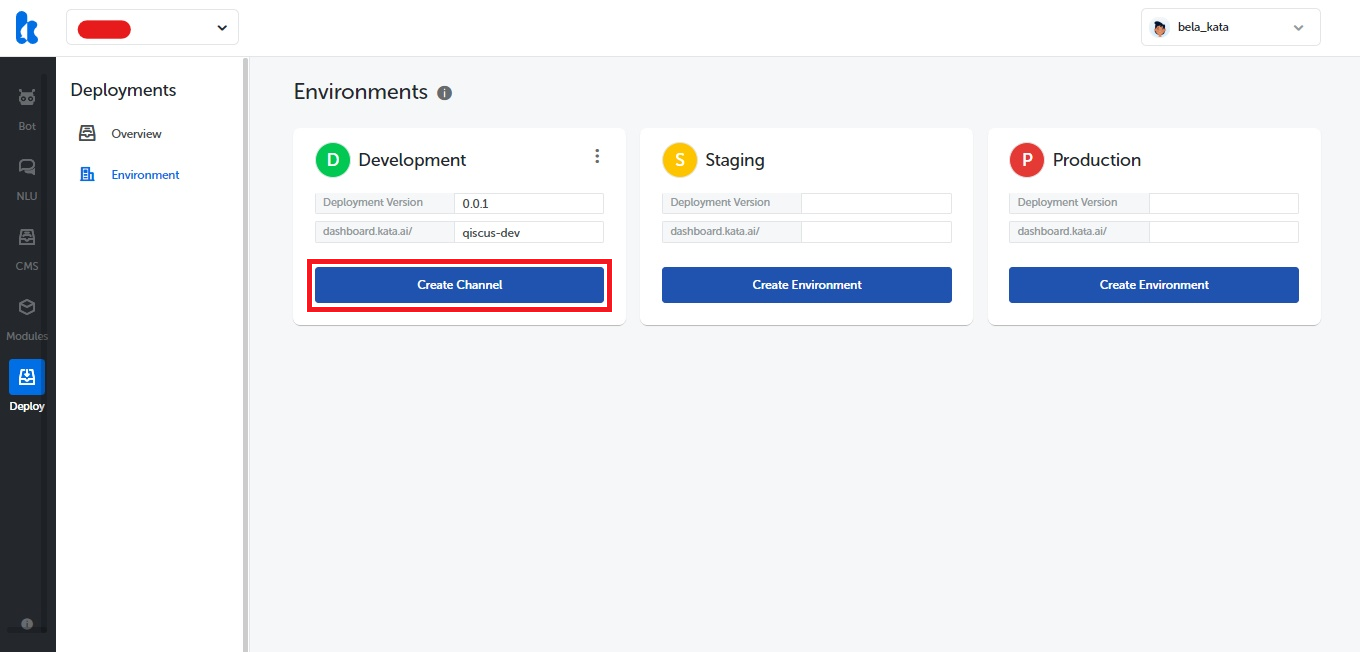 bela_kata
Bot
NLU
CMS
Modules
Deploy
Deployments
Overview
Environment
Environments
D Development
Deployment Version 0.0.1
dashboard.kata.ai/ qiscus-dev
Create Channel
S Staging
Deployment Version
dashboard.kata.ai/
Create Environment
P Production
Deployment Version
dashboard.kata.ai/
Create Environment